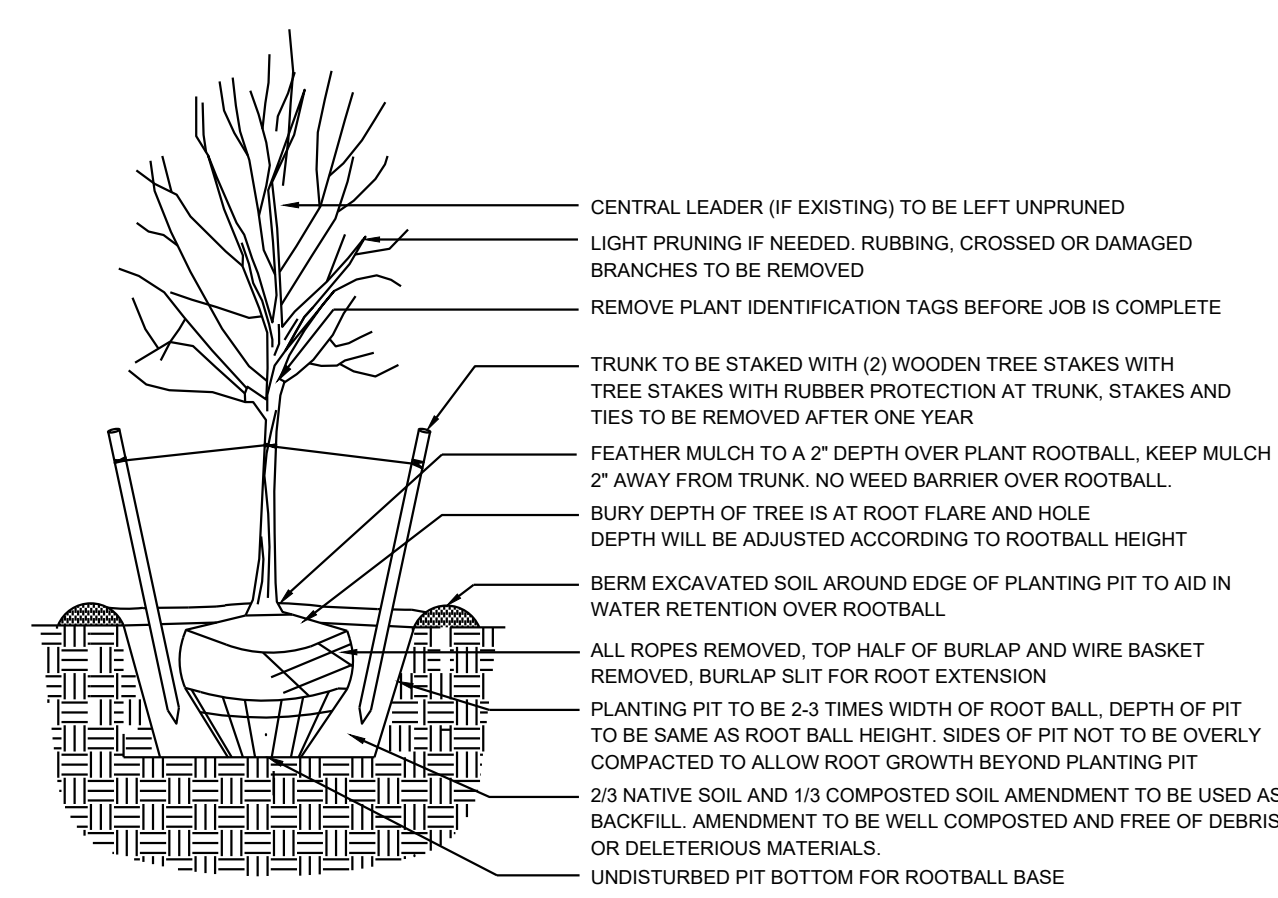 CENTRAL LEADER (IF EXISTING) TO BE LEFT UNPRUNED
LIGHT PRUNING IF NEEDED. RUBBING, CROSSED OR DAMAGED
BRANCHES TO BE REMOVED
REMOVE PLANT IDENTIFICATION TAGS BEFORE JOB IS COMPLETE
TRUNK TO BE STAKED WITH (2) WOODEN TREE STAKES WITH
TREE STAKES WITH RUBBER PROTECTION AT TRUNK, STAKES AND
TIES TO BE REMOVED AFTER ONE YEAR
FEATHER MULCH TO A 2" DEPTH OVER PLANT ROOTBALL, KEEP MULCH
2" AWAY FROM TRUNK. NO WEED BARRIER OVER ROOTBALL.
BURY DEPTH OF TREE IS AT ROOT FLARE AND HOLE
DEPTH WILL BE ADJUSTED ACCORDING TO ROOTBALL HEIGHT
BERM EXCAVATED SOIL AROUND EDGE OF PLANTING PIT TO AID IN
WATER RETENTION OVER ROOTBALL
ALL ROPES REMOVED, TOP HALF OF BURLAP AND WIRE BASKET
REMOVED, BURLAP SLIT FOR ROOT EXTENSION
PLANTING PIT TO BE 2-3 TIMES WIDTH OF ROOT BALL, DEPTH OF PIT
TO BE SAME AS ROOT BALL HEIGHT. SIDES OF PIT NOT TO BE OVERLY
COMPACTED TO ALLOW ROOT GROWTH BEYOND PLANTING PIT
2/3 NATIVE SOIL AND 1/3 COMPOSTED SOIL AMENDMENT TO BE USED AS
BACKFILL. AMENDMENT TO BE WELL COMPOSTED AND FREE OF DEBRIS
OR DELETERIOUS MATERIALS.
UNDISTURBED PIT BOTTOM FOR ROOTBALL BASE